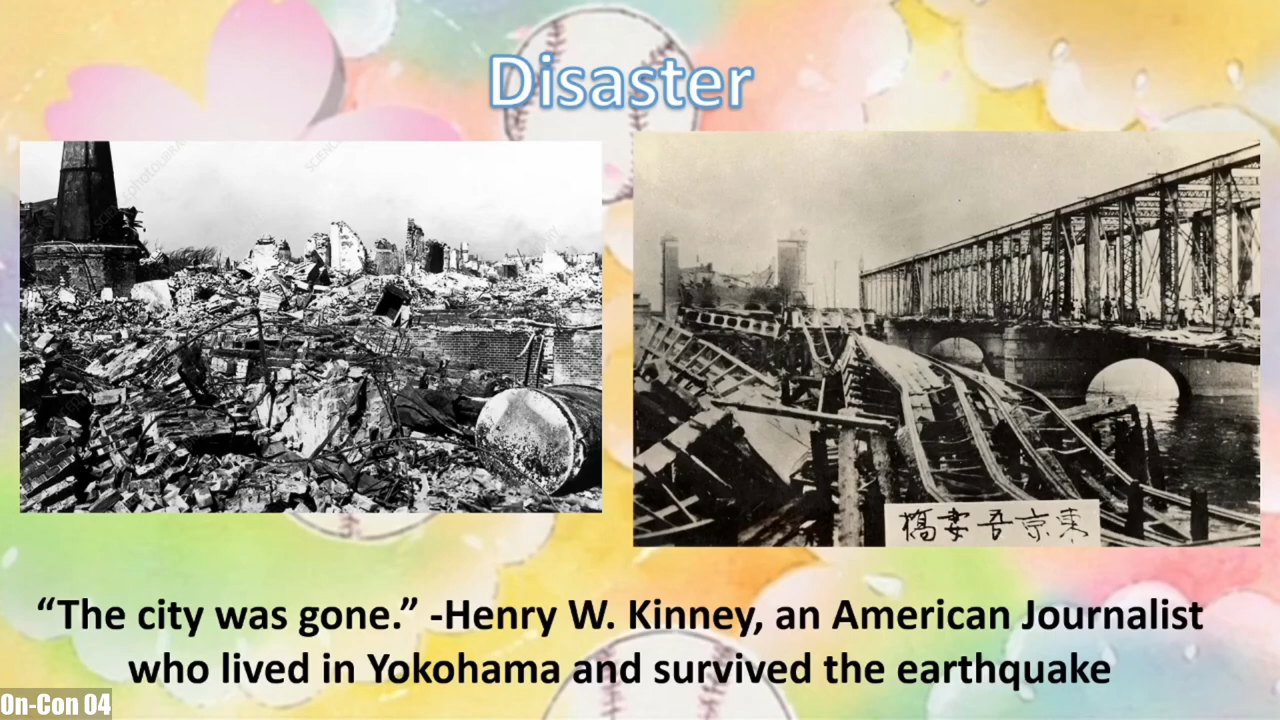 Disaster
橋妻吾京東
“The city was gone.” -Henry W. Kinney, an American Journalist
who lived in Yokohama and survived the earthquake
On-Con 04